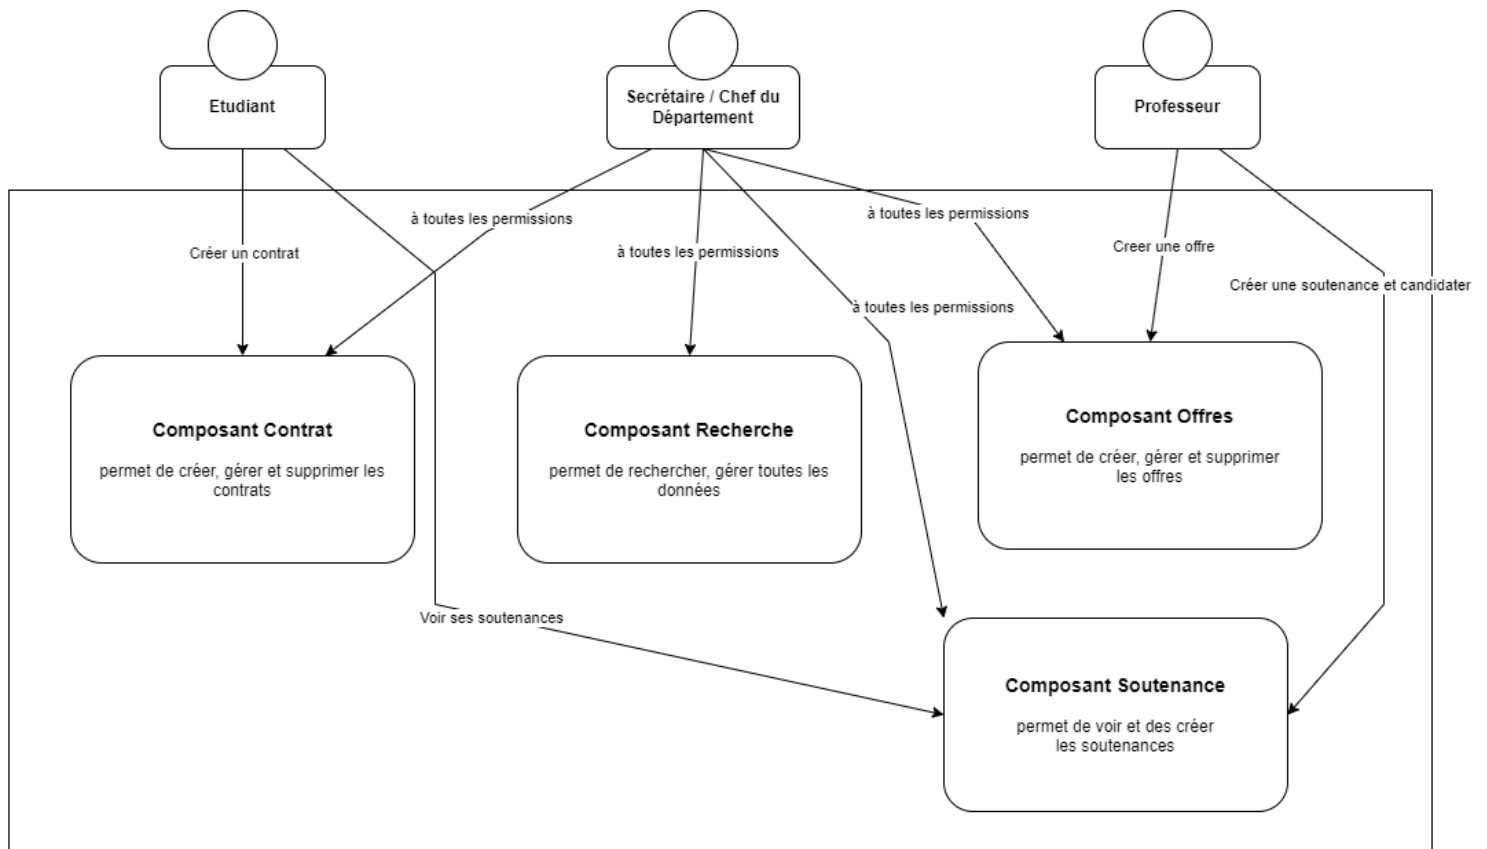 Etudiant
Secrétaire / Chef du
Département
Professeur
à toutes les permissions
à toutes les permissions
Créer un contrat
à toutes les permissions
Creer une offre
Créer une soutenance et candidater
à toutes les permissions
Composant Contrat
permet de créer, gérer et supprimer les
contrats
Composant Recherche
permet de rechercher, gérer toutes les
données
Composant Offres
permet de créer, gérer et supprimer
les offres
Voir ses soutenances
Composant Soutenance
permet de voir et des créer
les soutenances